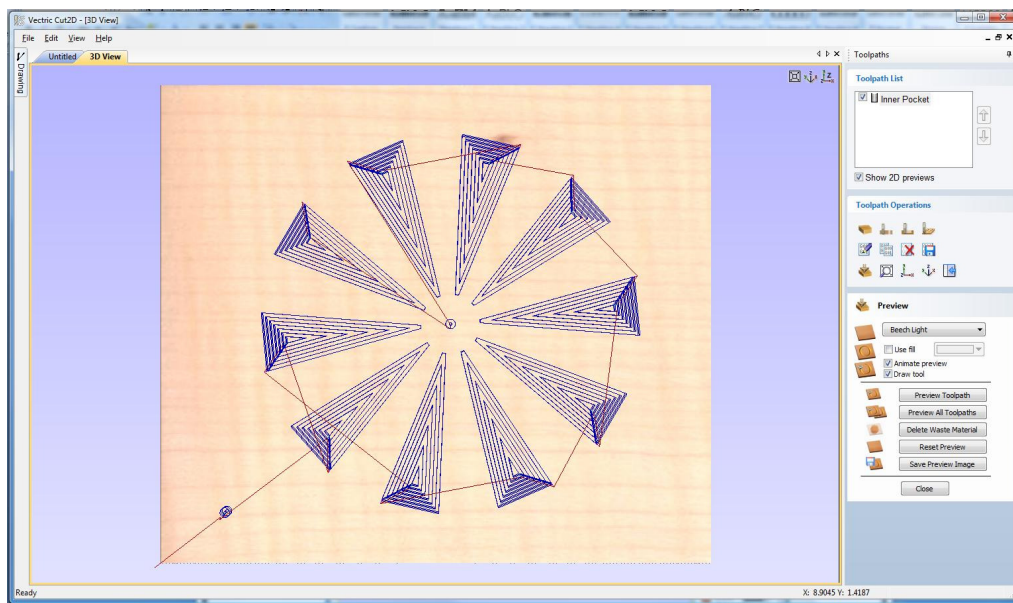 Vectric Cut2D - [3D View]
File Edit View Help
Untitled 3D View
Drawing
Toolpaths
Toolpath List
Inner Pocket
Show 2D previews
Toolpath Operations
Preview
Beech Light
Use fill
Animate preview
Draw tool
Preview Toolpath
Preview All Toolpaths
Delete Waste Material
Reset Preview
Save Preview Image
Close
Ready
X: 8.9045 Y: 1.4187